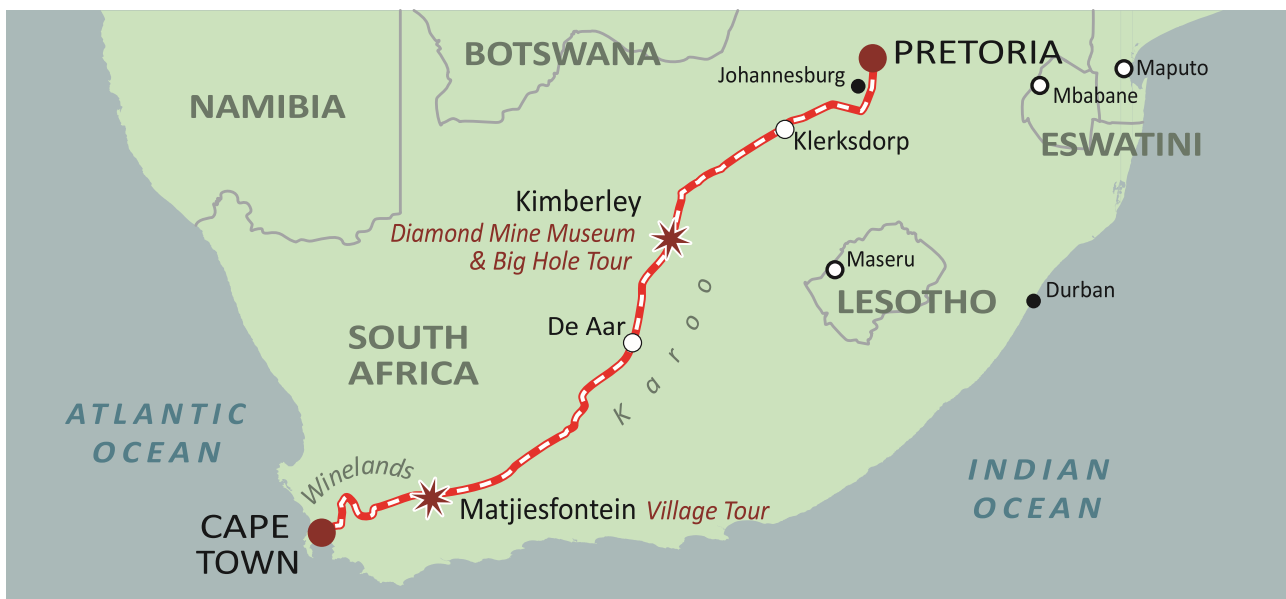 BOTSWANA
PRETORIA
Johannesburg
Maputo
Mbabane
NAMIBIA
Klerksdorp
ESWATINI
Kimberley
Diamond Mine Museum
& Big Hole Tour
Maseru
LESOTHO
Durban
De Aar
SOUTH
AFRICA
Karoo
ATLANTIC
OCEAN
Winelands
INDIAN
OCEAN
Matjiesfontein Village Tour
CAPE
TOWN